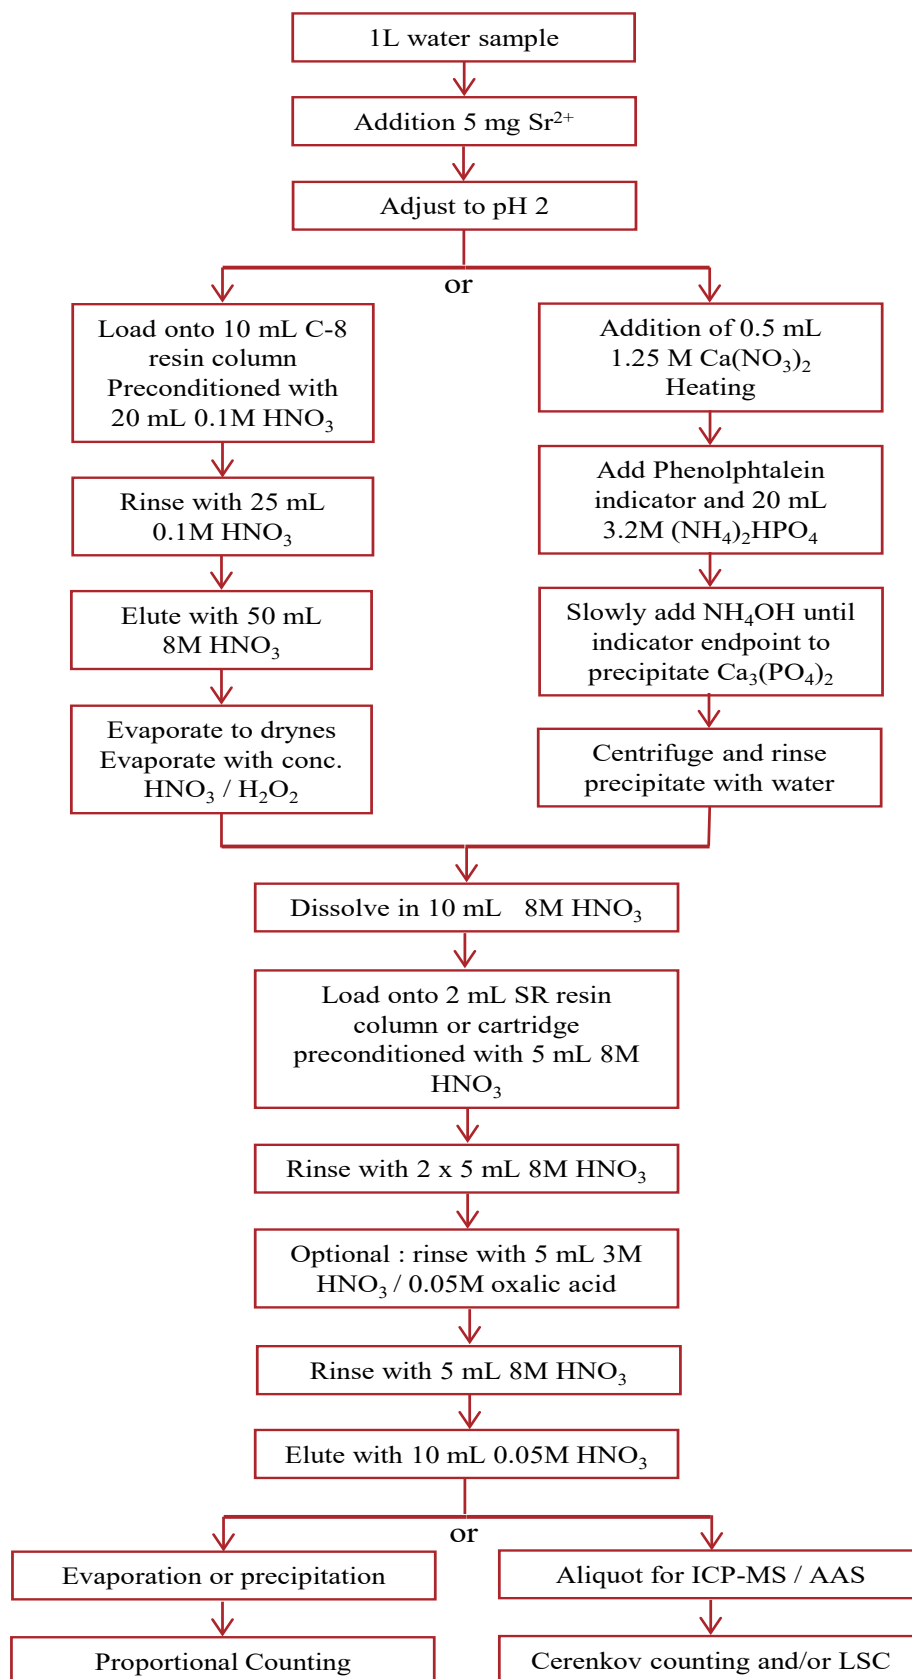 1L water sample
Addition 5 mg Sr²⁺
Adjust to pH 2
or
Load onto 10 mL C-8
resin column
Preconditioned with
20 mL 0.1M HNO₃
Rinse with 25 mL
0.1M HNO₃
Elute with 50 mL
8M HNO₃
Evaporate to drynes
Evaporate with conc.
HNO₃ / H₂O₂
Addition of 0.5 mL
1.25 M Ca(NO₃)₂
Heating
Add Phenolphtalein
indicator and 20 mL
3.2M (NH₄)₂HPO₄
Slowly add NH₄OH until
indicator endpoint to
precipitate Ca₃(PO₄)₂
Centrifuge and rinse
precipitate with water
Dissolve in 10 mL 8M HNO₃
Load onto 2 mL SR resin
column or cartridge
preconditioned with 5 mL 8M
HNO₃
Rinse with 2 x 5 mL 8M HNO₃
Optional : rinse with 5 mL 3M
HNO₃ / 0.05M oxalic acid
Rinse with 5 mL 8M HNO₃
Elute with 10 mL 0.05M HNO₃
or
Evaporation or precipitation
Proportional Counting
Aliquot for ICP-MS / AAS
Cerenkov counting and/or LSC